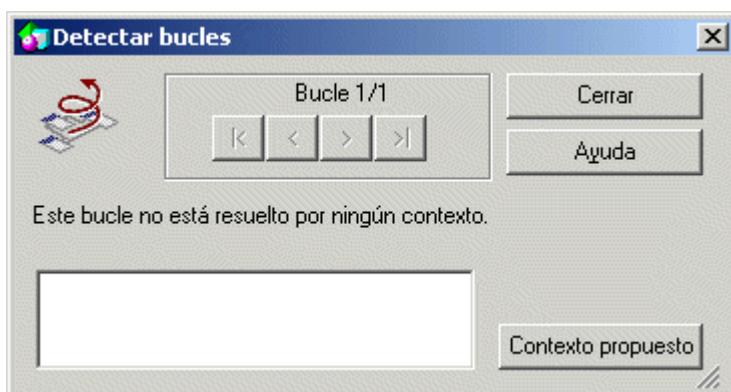 Detectar bucles
Bucle 1/1
Cerrar
Ayuda
Este bucle no está resuelto por ningún contexto.
Contexto propuesto